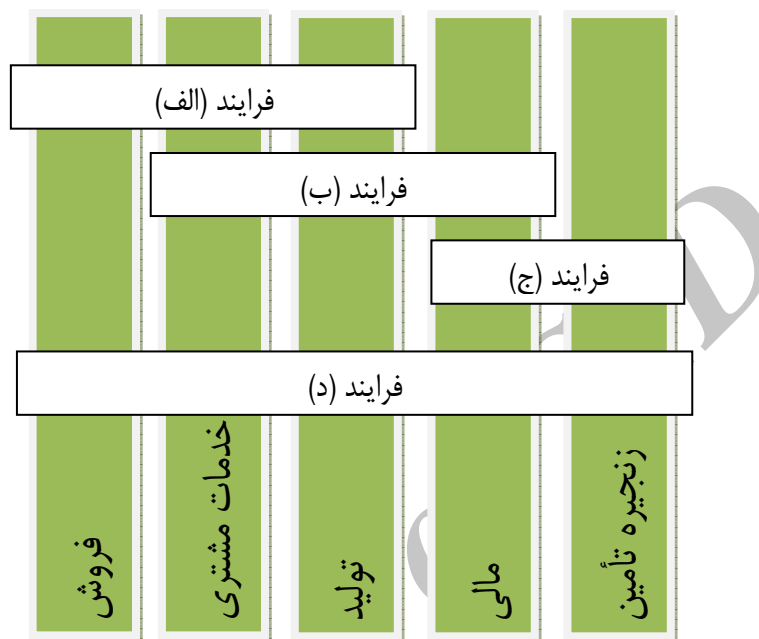 فرایند (الف)
فرایند (ب)
فرایند (ج)
فرایند (د)
زنجیره تأمین
مالی
تولید
خدمات مشتری
فروش